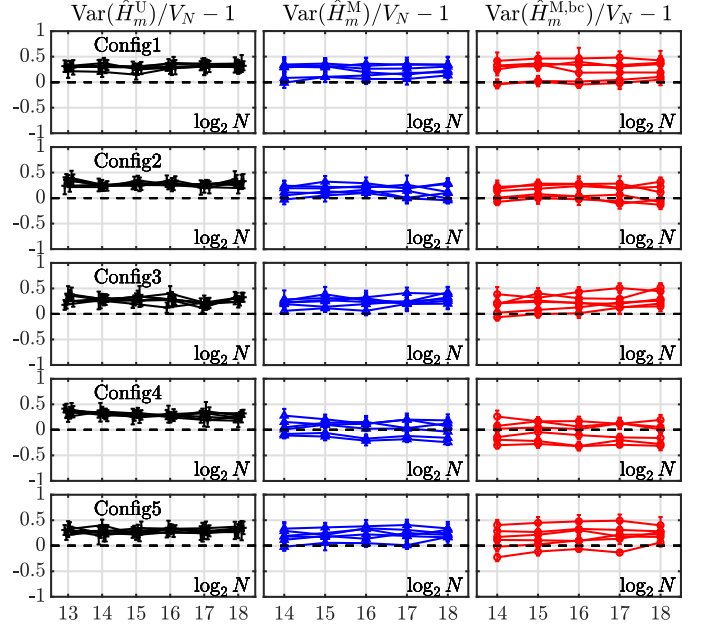 Var(Ĥ_m^U)/V_N − 1 Var(Ĥ_m^M)/V_N − 1 Var(Ĥ_m^{M,bc})/V_N − 1
1
Config1
0.5
0
-0.5
log₂ N log₂ N log₂ N
-1
1
Config2
0.5
0
-0.5
log₂ N log₂ N log₂ N
-1
1
Config3
0.5
0
-0.5
log₂ N log₂ N log₂ N
-1
1
Config4
0.5
0
-0.5
log₂ N log₂ N log₂ N
-1
1
Config5
0.5
0
-0.5
log₂ N log₂ N log₂ N
-1
13 14 15 16 17 18 14 15 16 17 18 14 15 16 17 18